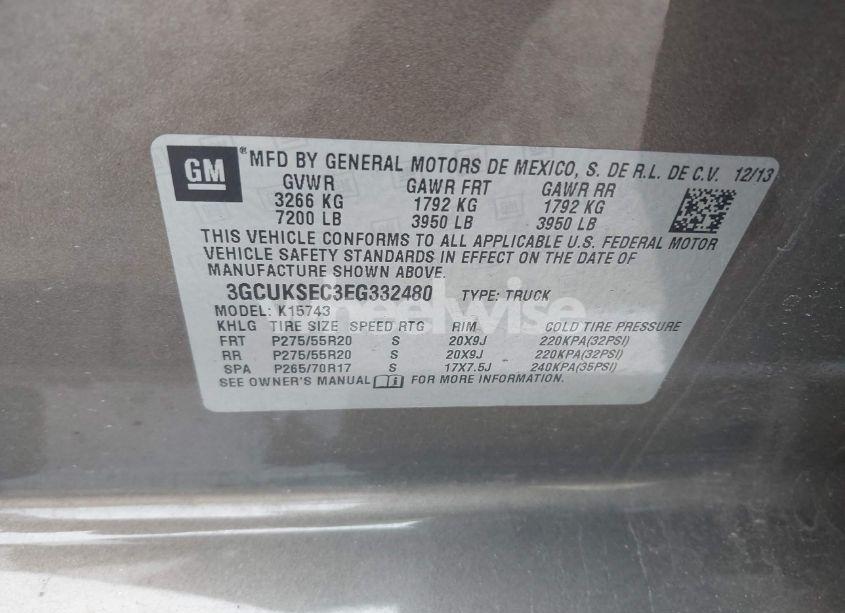 GM ® MFD BY GENERAL MOTORS DE MEXICO, S. DE R.L. DE C.V. 12/13
GVWR GAWR FRT GAWR RR
3266 KG 1792 KG 1792 KG
7200 LB 3950 LB 3950 LB
THIS VEHICLE CONFORMS TO ALL APPLICABLE U.S. FEDERAL MOTOR
VEHICLE SAFETY STANDARDS IN EFFECT ON THE DATE OF
MANUFACTURE SHOWN ABOVE.
3GCUKSEC3EG332480 TYPE: TRUCK
wheelwise
MODEL: K15743
KHLG TIRE SIZE SPEED RTG RIM COLD TIRE PRESSURE
FRT P275/55R20 S 20X9J 220KPA(32PSI)
RR P275/55R20 S 20X9J 220KPA(32PSI)
SPA P265/70R17 S 17X7.5J 240KPA(35PSI)
SEE OWNER'S MANUAL FOR MORE INFORMATION.